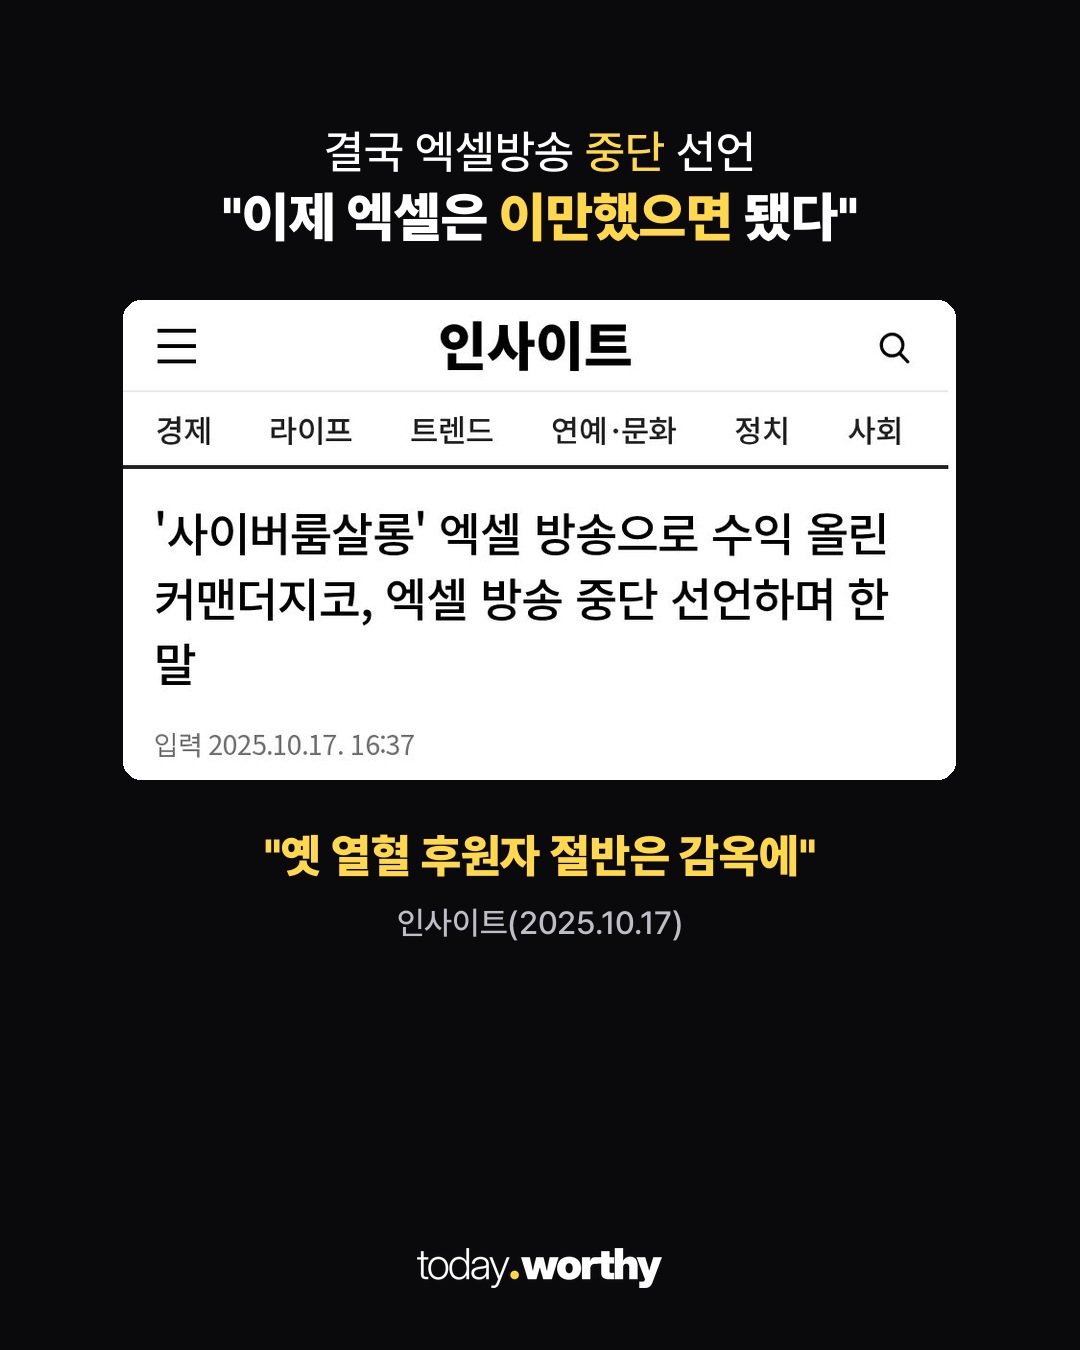 결국 엑셀방송 중단 선언
"이제 엑셀은 이만했으면 됐다"
인사이트
경제 라이프 트렌드 연예·문화 정치 사회
'사이버룸살롱' 엑셀 방송으로 수익 올린
커맨더지코, 엑셀 방송 중단 선언하며 한
말
입력 2025.10.17. 16:37
"옛 열혈 후원자 절반은 감옥에"
인사이트(2025.10.17)
today.worthy